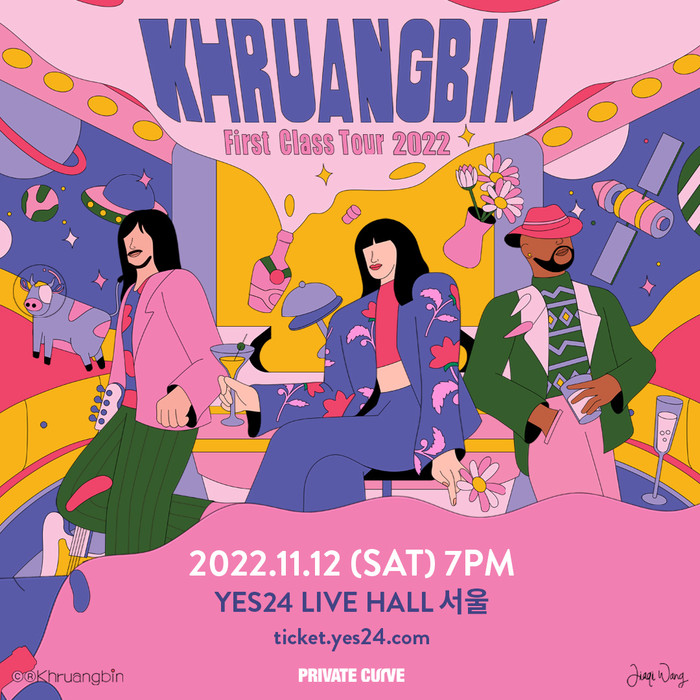 KHRUANGBIN
First Class Tour 2022
2022.11.12 (SAT) 7PM
YES24 LIVE HALL 서울
ticket.yes24.com
©®Khruangbin
PRIVATE CURVE
Jiaqi Wang